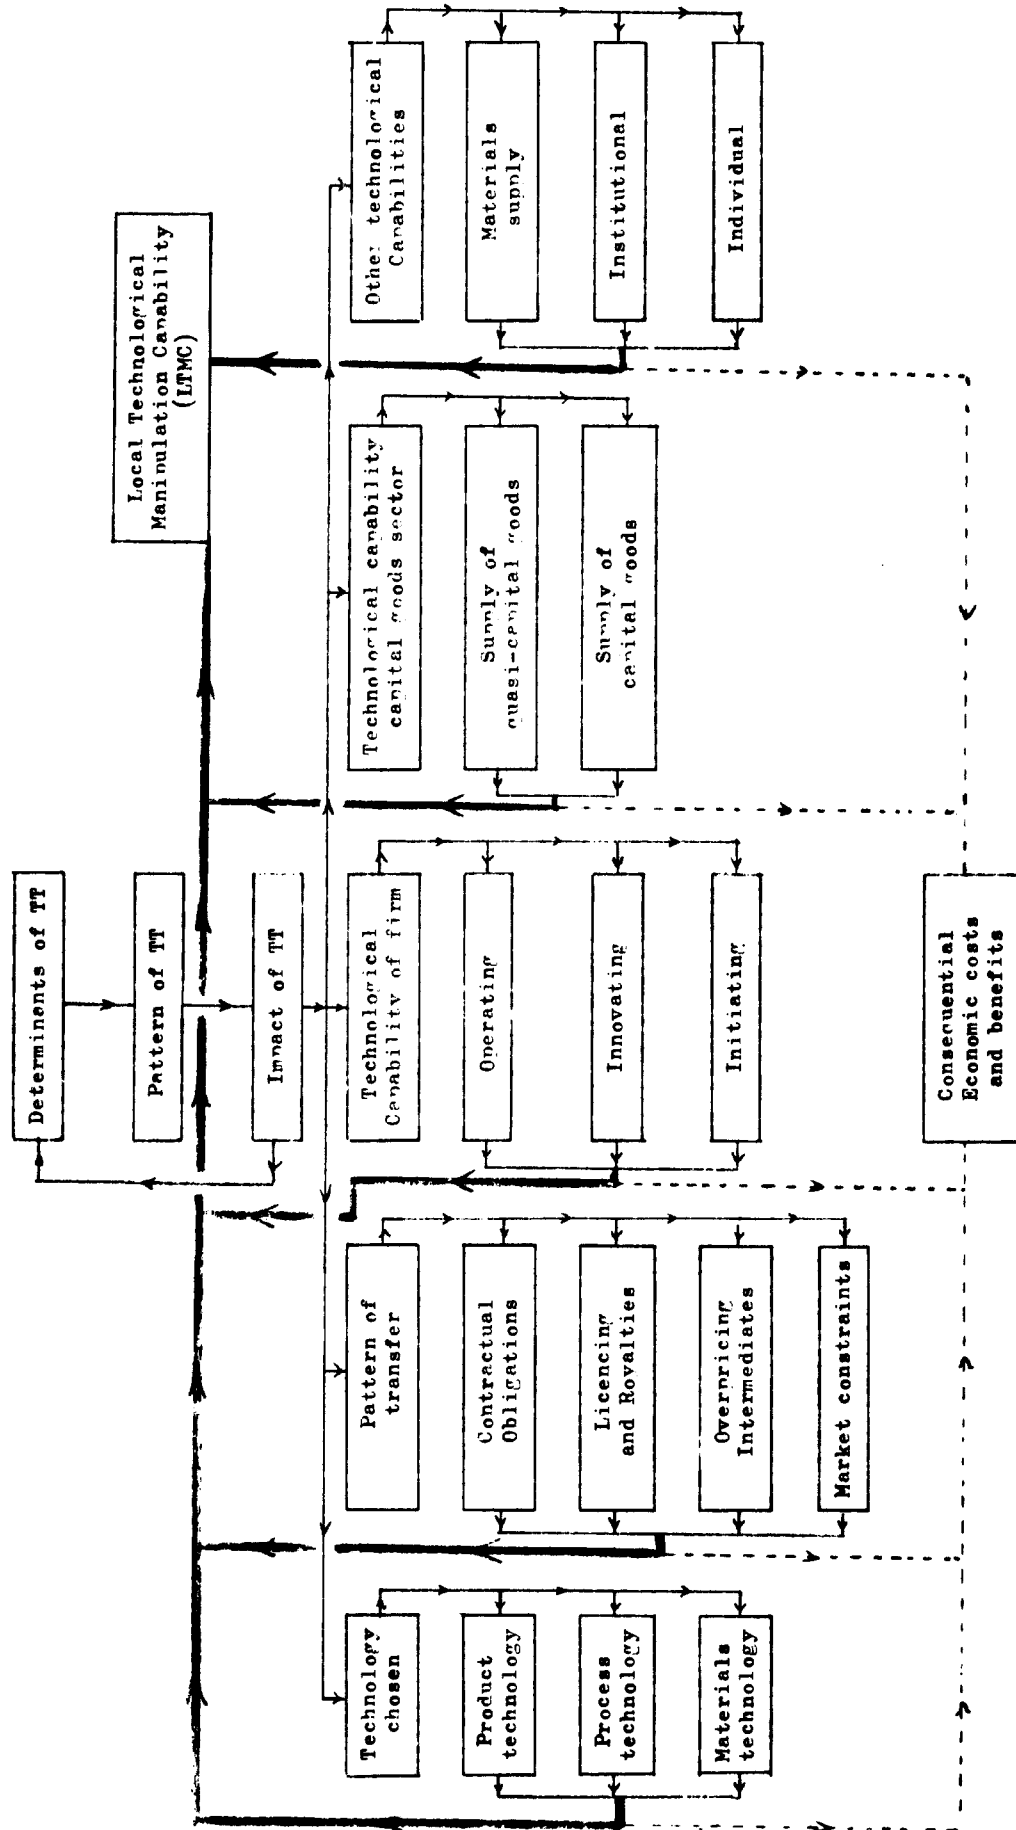 Determinants of TT
Local Technological
Manipulation Capability
(LTMC)
Pattern of TT
Impact of TT
Technology
chosen
Product
technology
Process
technology
Materials
technology
Pattern of
transfer
Contractual
Obligations
Licencing
and Royalties
Overpricing
Intermediates
Market constraints
Technological
Capability of firm
Operating
Innovating
Initiating
Technological capability
capital goods sector
Supply of
quasi-capital goods
Supply of
capital goods
Other technological
Capabilities
Materials
supply
Institutional
Individual
Consequential
Economic costs
and benefits